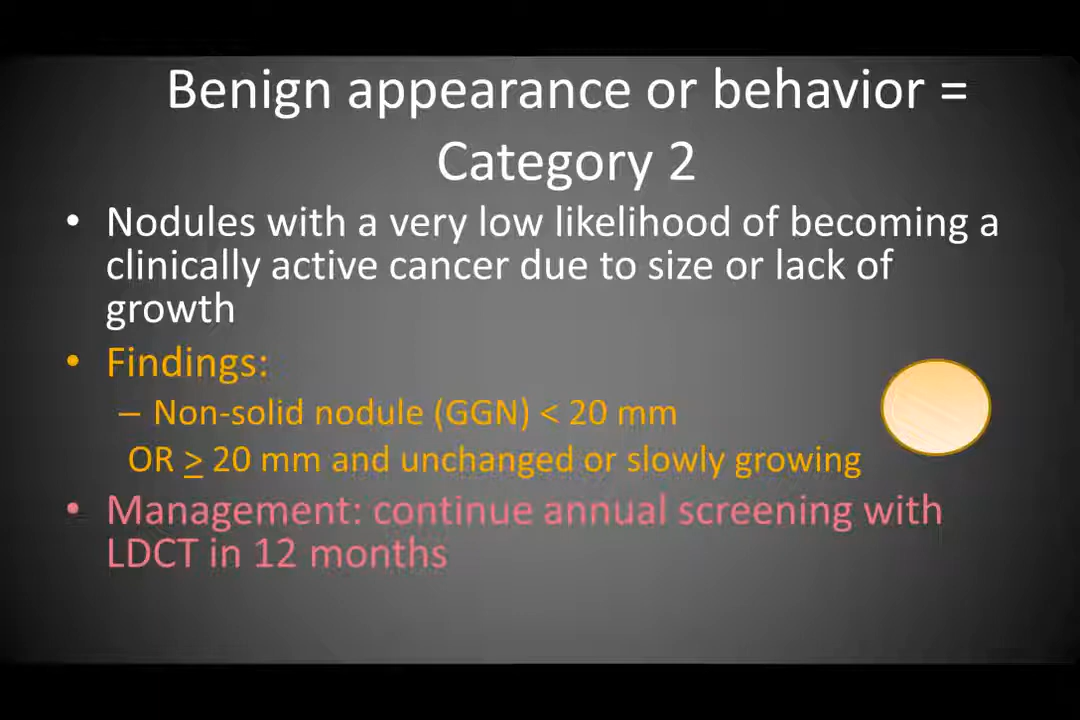 Benign appearance or behavior =
Category 2
• Nodules with a very low likelihood of becoming a
clinically active cancer due to size or lack of
growth
• Findings:
– Non-solid nodule (GGN) < 20 mm
OR ≥ 20 mm and unchanged or slowly growing
• Management: continue annual screening with
LDCT in 12 months